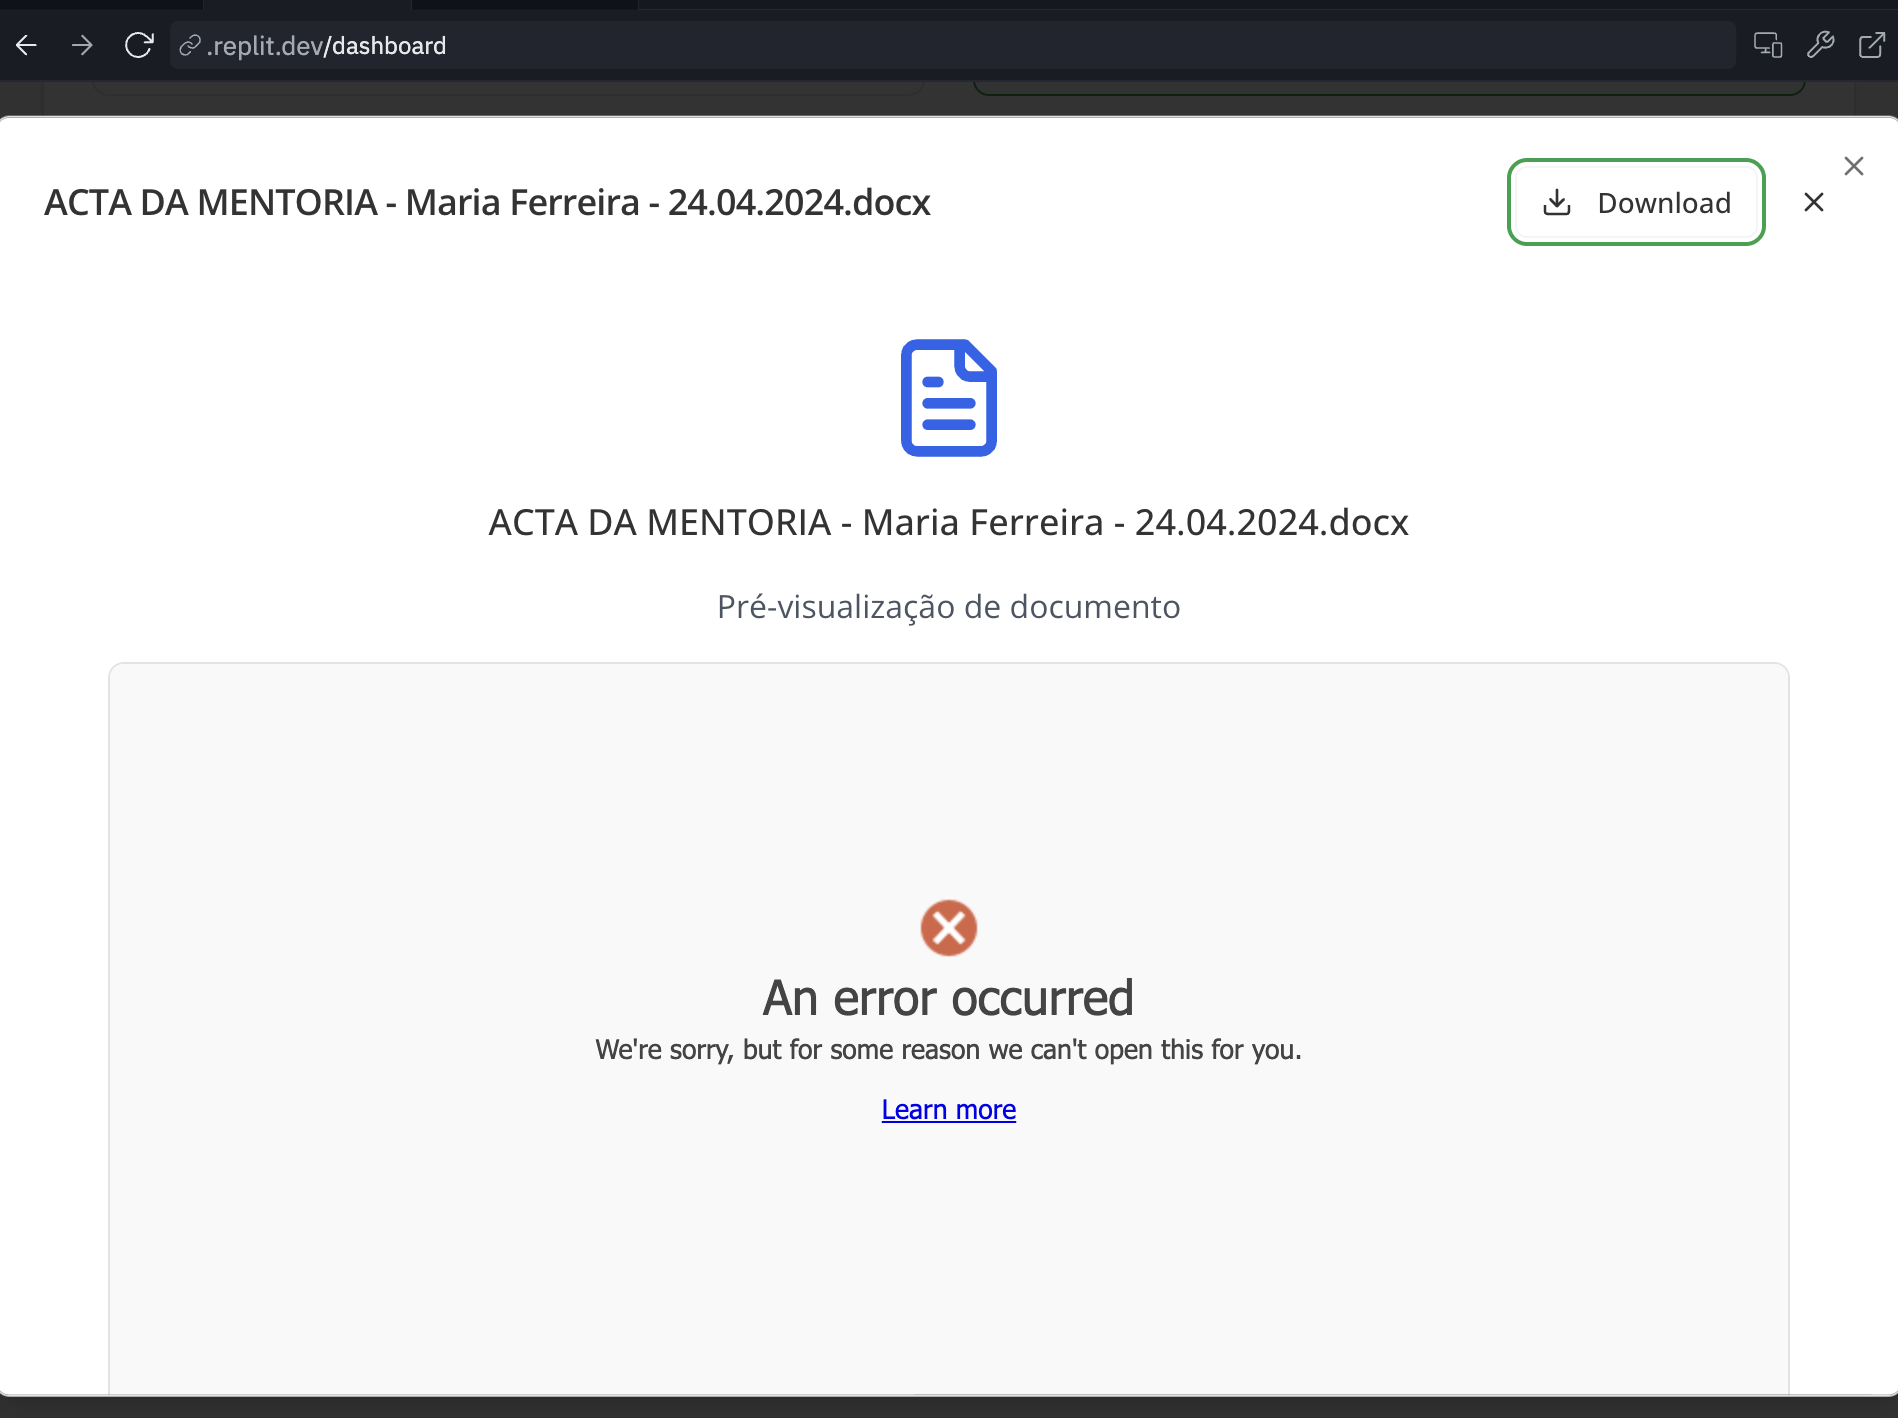 .replit.dev/dashboard
ACTA DA MENTORIA - Maria Ferreira - 24.04.2024.docx
Download
ACTA DA MENTORIA - Maria Ferreira - 24.04.2024.docx
Pré-visualização de documento
An error occurred
We're sorry, but for some reason we can't open this for you.
Learn more